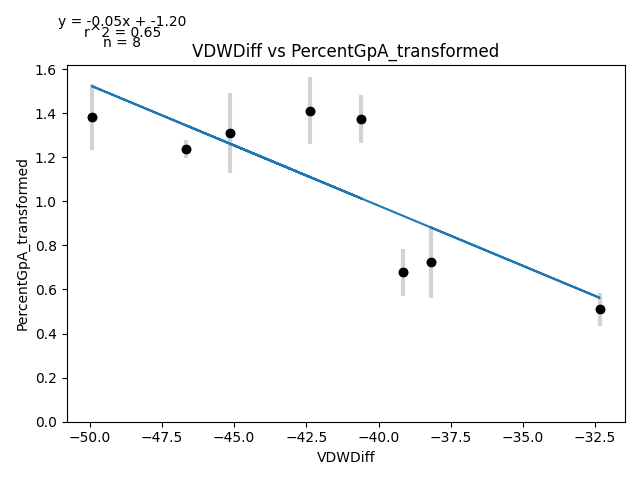 y = -0.05x + -1.20
r^2 = 0.65
n = 8
VDWDiff vs PercentGpA_transformed
1.6
1.4
1.2
1.0
0.8
0.6
0.4
0.2
0.0
PercentGpA_transformed
−50.0 −47.5 −45.0 −42.5 −40.0 −37.5 −35.0 −32.5
VDWDiff